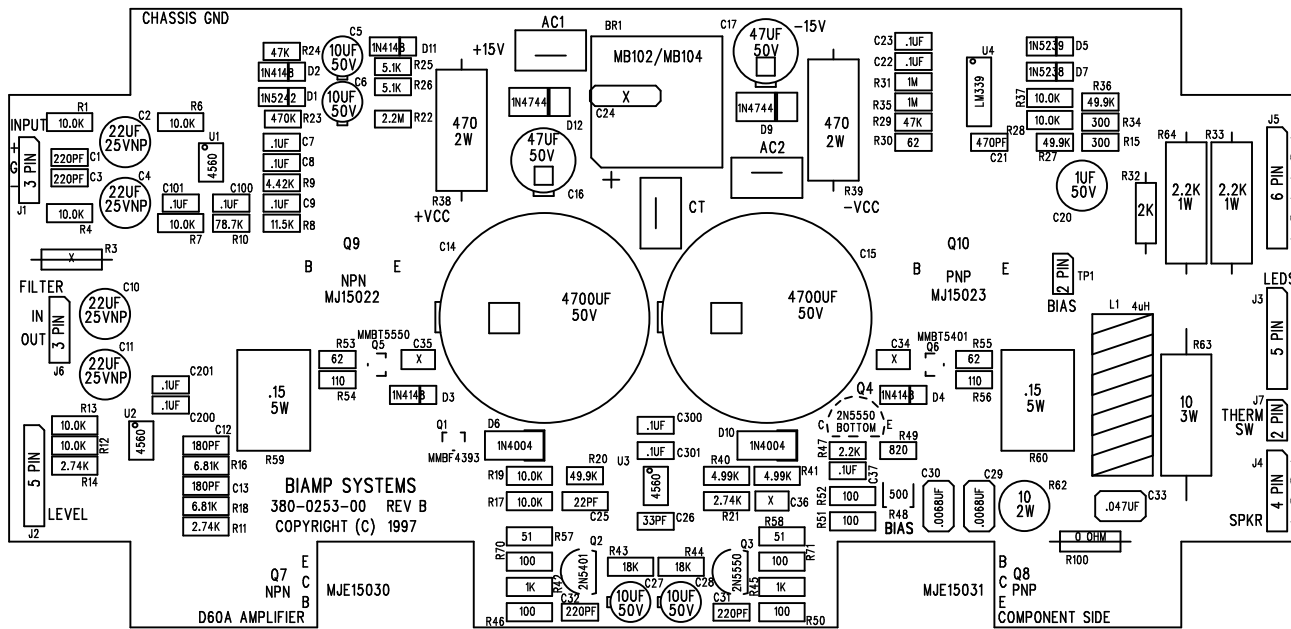 CHASSIS GND
C5
10UF
50V
1N4148 D11
R24
47K
R25
5.1K
D2
1N4148
R26
5.1K
C6
10UF
50V
D1
1N5242
R23
470K
R22
2.2M
+15V
AC1
BR1
MB102/MB104
C17
47UF
50V
-15V
1N4744
D12
X
C24
1N4744
D9
470
2W
R38
+VCC
47UF
50V
C16
AC2
470
2W
R39
-VCC
CT
C23 .1UF
C22 .1UF
R31 1M
R35 1M
R29 47K
R30 62
U4
LM339
470PF
C21
1N5239 D5
1N5238 D7
R37
10.0K
R28
10.0K
R36
49.9K
300 R34
300 R15
49.9K
R27
1UF
50V
C20
R64
2.2K
1W
R33
2.2K
1W
R32
2K
J5
6 PIN
R1
10.0K
C2
22UF
25VNP
R6
10.0K
U1
4560
INPUT
+
G
-
3 PIN
J1
220PF C1
220PF C3
C4
22UF
25VNP
10.0K
R4
C101
.1UF
C100
.1UF
10.0K
R7
78.7K
R10
C7
.1UF
C8
.1UF
R9
4.42K
C9
.1UF
R8
11.5K
R3
X
FILTER
IN
OUT
3 PIN
J6
C10
22UF
25VNP
C11
22UF
25VNP
Q9
B E
NPN
MJ15022
C14
4700UF
50V
C15
4700UF
50V
Q10
B E
PNP
MJ15023
2 PIN
TP1
BIAS
L1
4uH
LEDS
J3
5 PIN
R63
10
3W
J7
THERM
SW
2 PIN
J4
SPKR
4 PIN
.15
5W
R59
R53
62
110
R54
MMBT5550
Q5
C35
X
1N4148 D3
C34
X
MMBT5401
Q6
R55
62
110
R56
1N4148 D4
.15
5W
R60
C201
.1UF
.1UF
C200
R13
10.0K
10.0K
R12
2.74K
R14
U2
4560
5 PIN
J2
LEVEL
C12
180PF
R16
6.81K
C13
180PF
R18
6.81K
R11
2.74K
BIAMP SYSTEMS
380-0253-00 REV B
COPYRIGHT (C) 1997
Q1
MMBF4393
D6
1N4004
R19 10.0K
R20
49.9K
R17 10.0K
22PF
C25
U3
4560
C300
.1UF
C301
.1UF
33PF C26
D10
1N4004
R40
4.99K
R41
4.99K
2.74K
R21
X C36
Q4
2N5550
BOTTOM
C E
R47
2.2K
R49
820
.1UF
C37
R52
100
R51
100
500
R48
BIAS
C30
.0068UF
C29
.0068UF
10
2W
R62
.047UF
C33
0 OHM
R100
51 R57
R70
100
1K
R42
100
R46
Q2
2N5401
C32
220PF
R43
18K
C27
10UF
50V
R44
18K
C28
10UF
50V
Q3
2N5550
C31
220PF
R58
51
100
R71
1K
R45
100
R50
E
C
B
Q7
NPN
MJE15030
D60A AMPLIFIER
MJE15031
B
C
E
Q8
PNP
COMPONENT SIDE
+